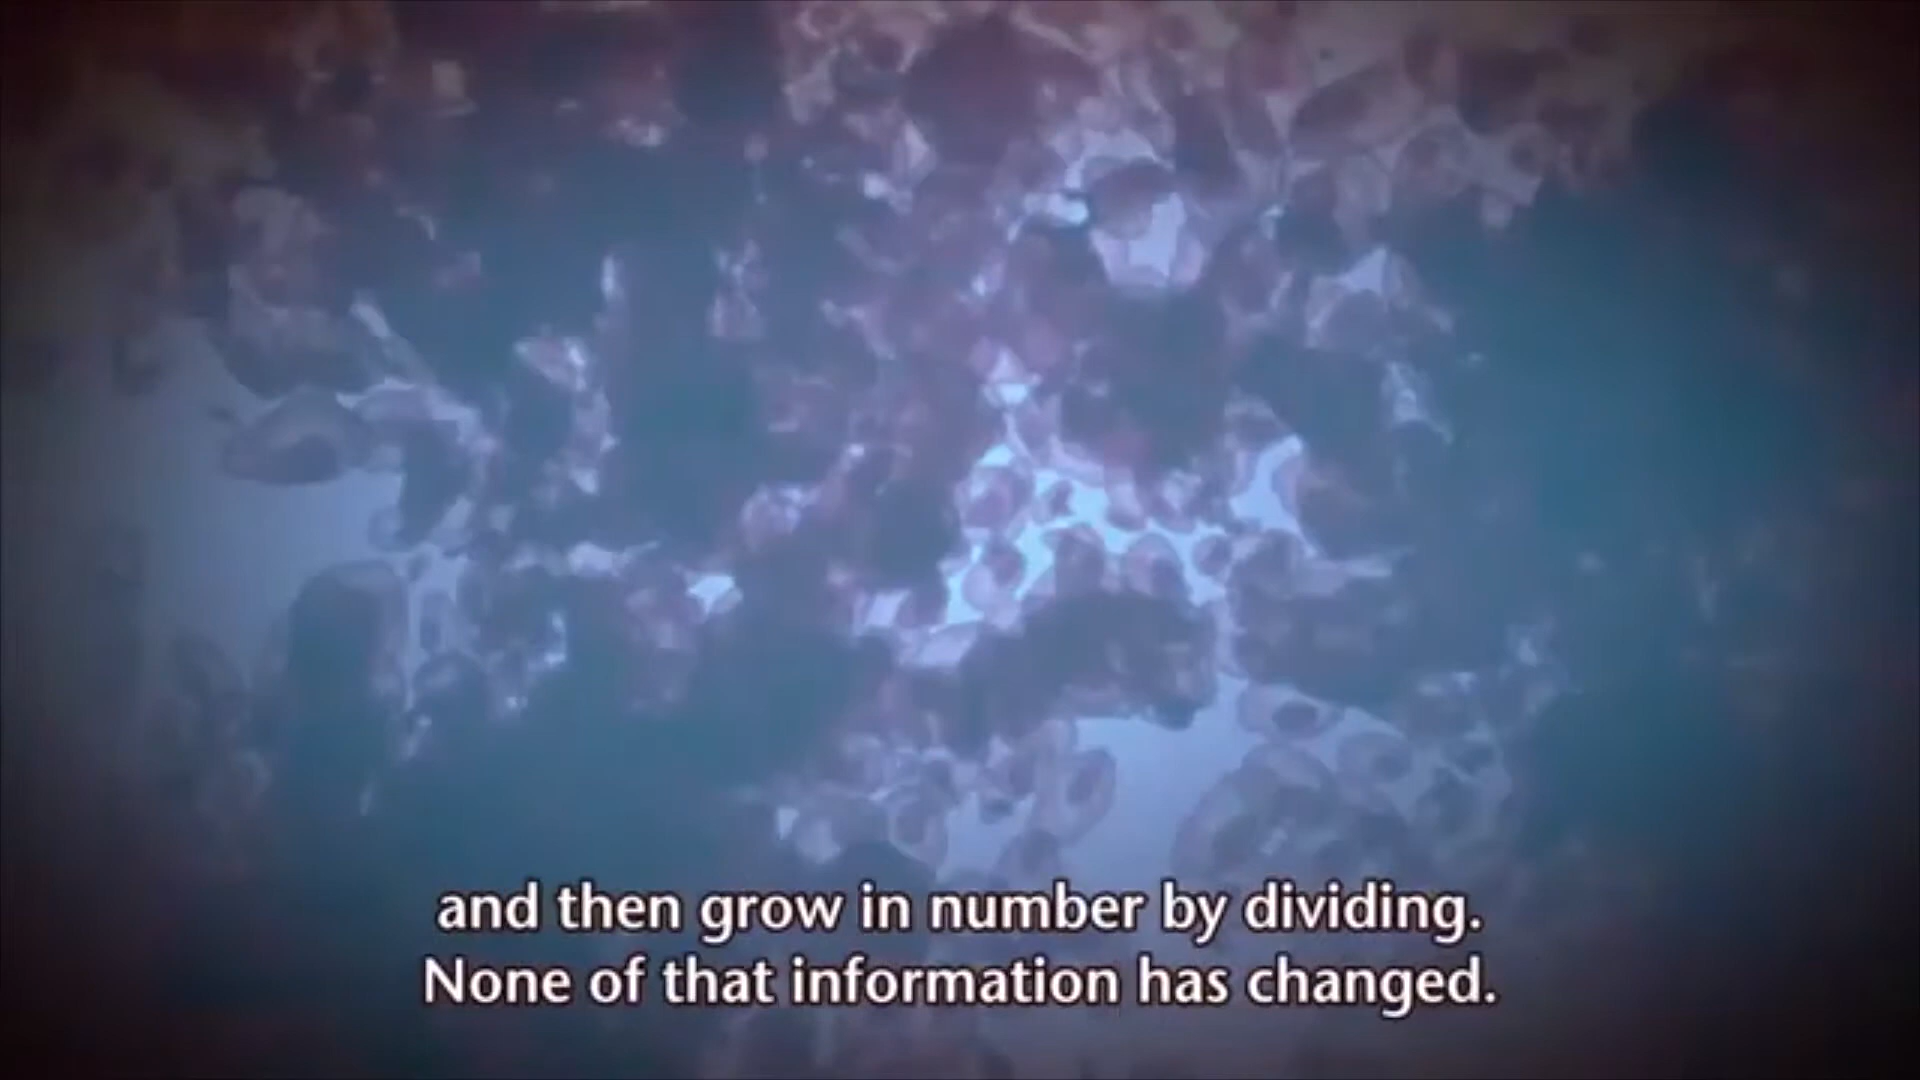 and then grow in number by dividing.
None of that information has changed.